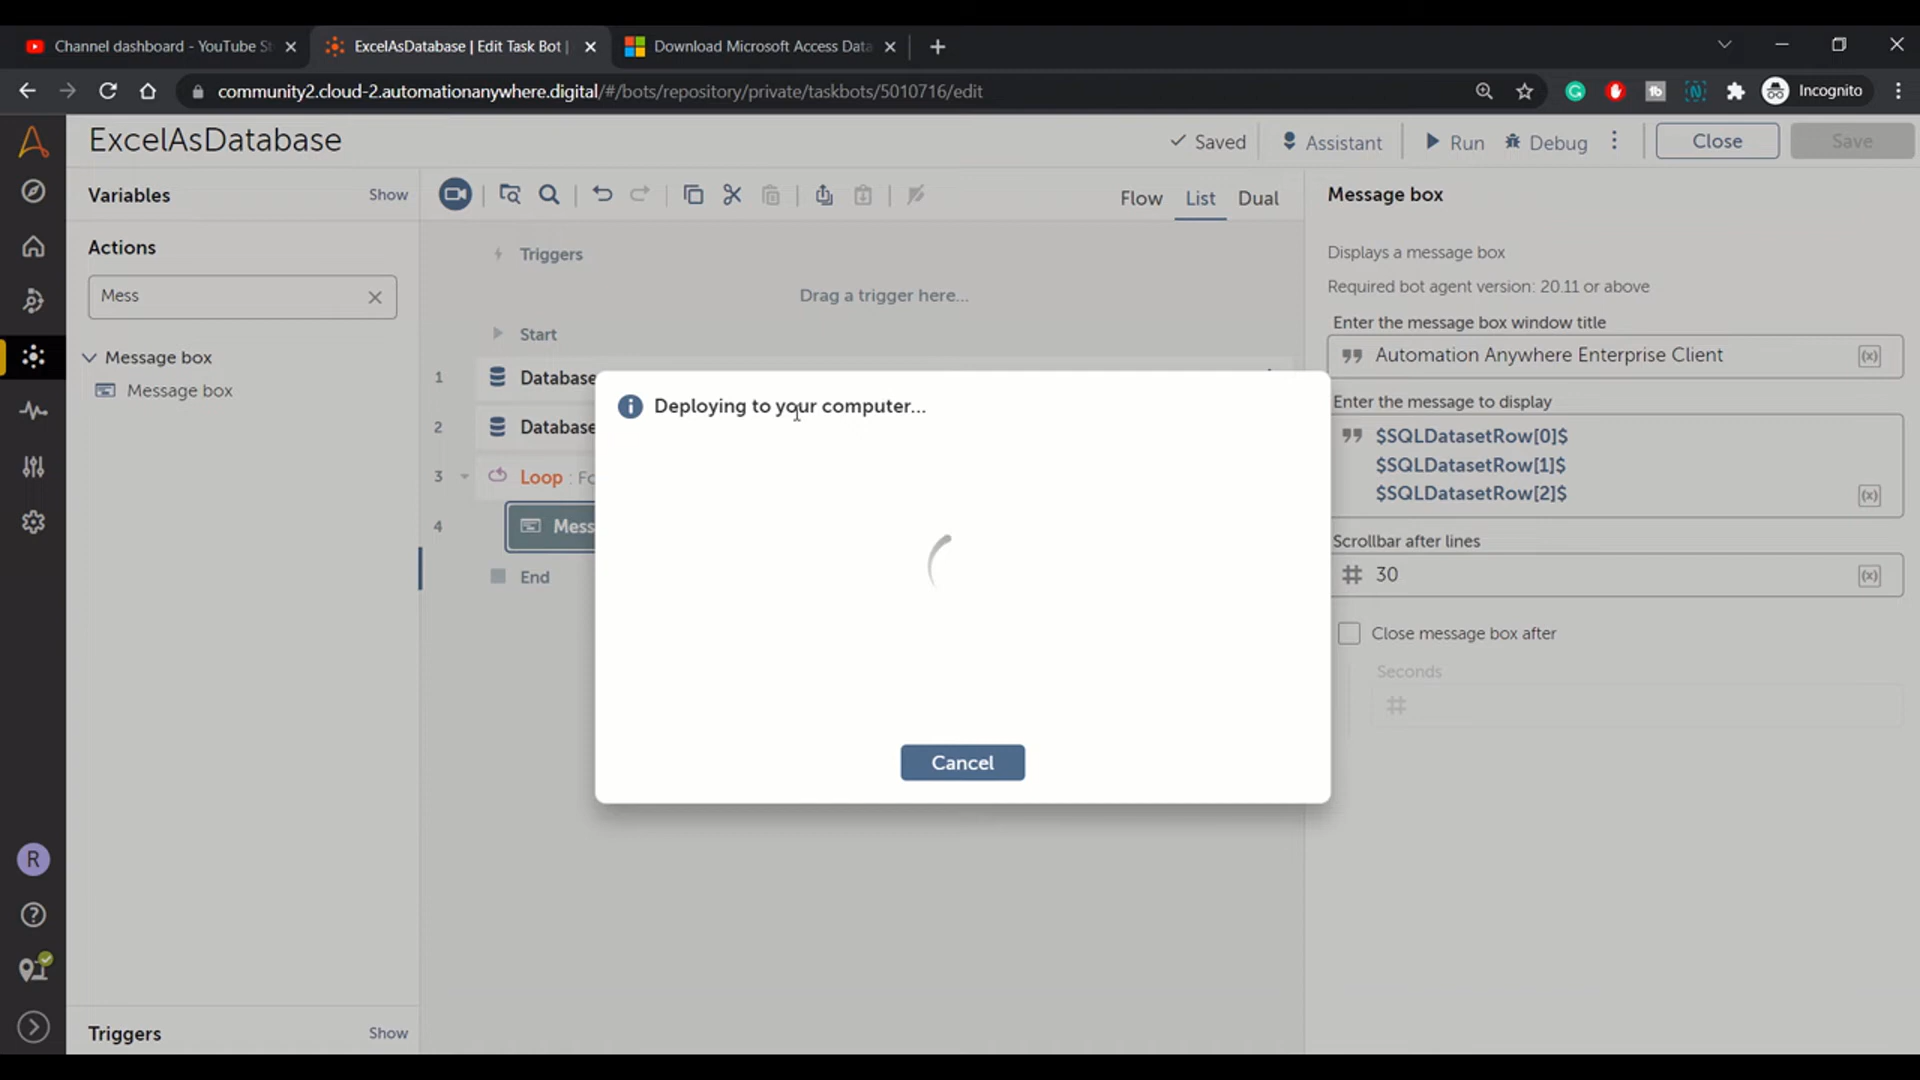 Channel dashboard - YouTube St
ExcelAsDatabase | Edit Task Bot |
Download Microsoft Access Data
community2.cloud-2.automationanywhere.digital/#/bots/repository/private/taskbots/5010716/edit
Incognito
ExcelAsDatabase
Saved
Assistant
Run
Debug
Close
Save
Variables
Show
Flow
List
Dual
Message box
Actions
Mess
Message box
Message box
Triggers
Drag a trigger here...
Start
1 Database
2 Database
3 Loop : Fo
4 Mess
End
Deploying to your computer...
Cancel
Displays a message box
Required bot agent version: 20.11 or above
Enter the message box window title
Automation Anywhere Enterprise Client
(x)
Enter the message to display
$SQLDatasetRow[0]$
$SQLDatasetRow[1]$
$SQLDatasetRow[2]$
(x)
Scrollbar after lines
30
(x)
Close message box after
Seconds
R
Triggers
Show